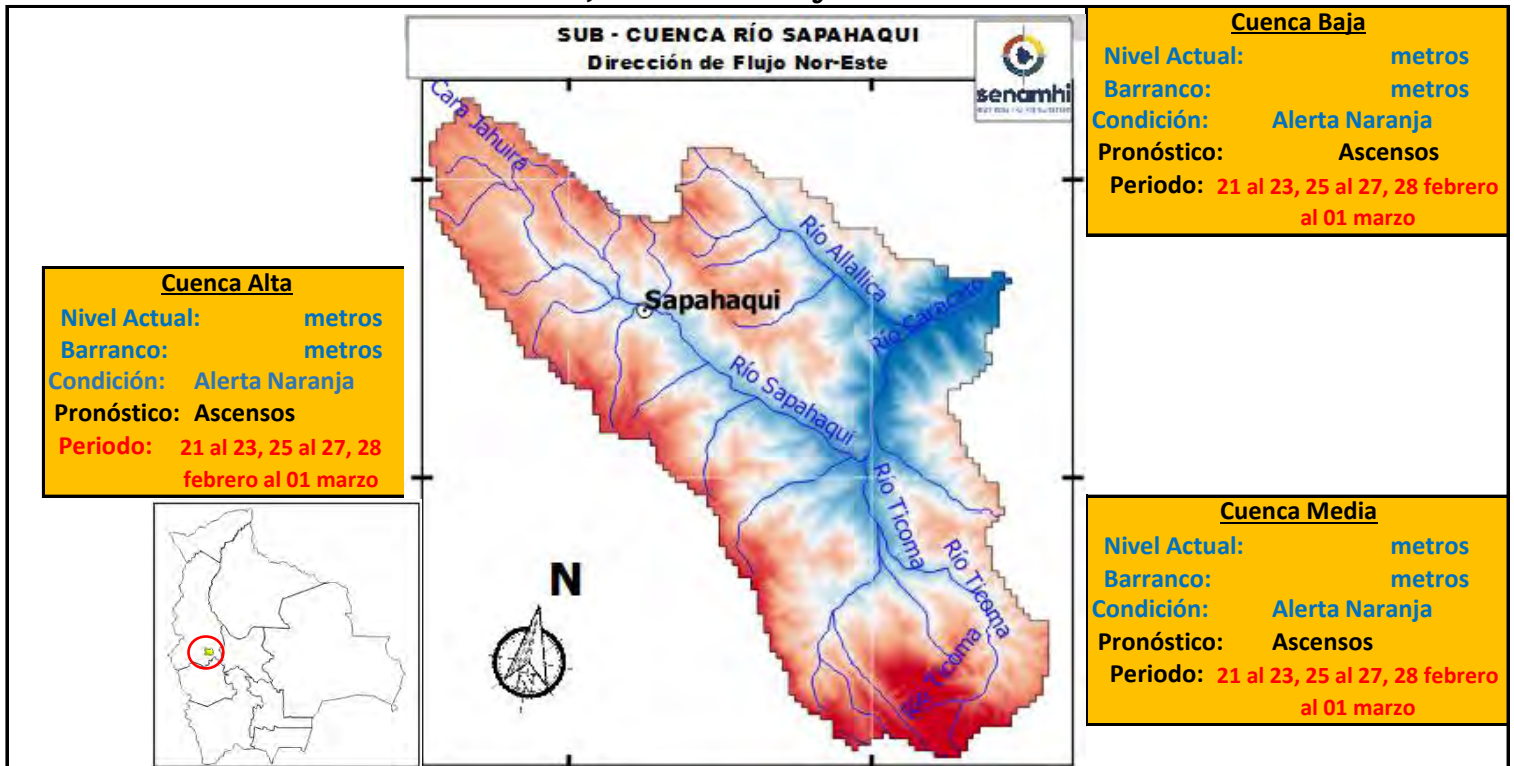 SUB - CUENCA RÍO SAPAHAQUI
Dirección de Flujo Nor-Este
senamhi
Cuenca Baja
Nivel Actual: metros
Barranco: metros
Condición: Alerta Naranja
Pronóstico: Ascensos
Periodo: 21 al 23, 25 al 27, 28 febrero
al 01 marzo
Cuenca Alta
Nivel Actual: metros
Barranco: metros
Condición: Alerta Naranja
Pronóstico: Ascensos
Periodo: 21 al 23, 25 al 27, 28
febrero al 01 marzo
Cara Jahuira
Río Allallica
Sapahaqui
Río Caracato
Río Sapahaqui
Río Ticoma
Río Ticoma
Río Ticoma
N
Cuenca Media
Nivel Actual: metros
Barranco: metros
Condición: Alerta Naranja
Pronóstico: Ascensos
Periodo: 21 al 23, 25 al 27, 28 febrero
al 01 marzo